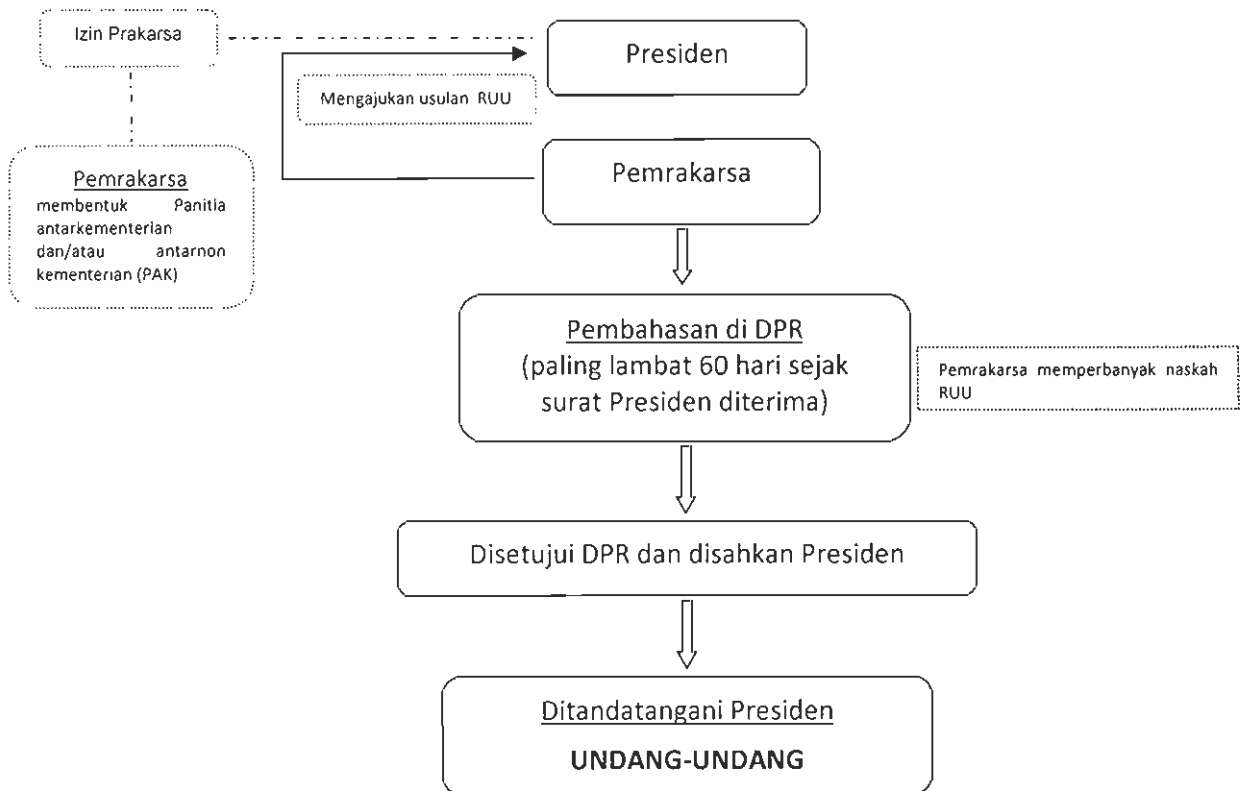 Izin Prakarsa
Presiden
Mengajukan usulan RUU
Pemrakarsa
Pemrakarsa
membentuk Panitia
antarkementerian
dan/atau antarnon
kementerian (PAK)
Pembahasan di DPR
(paling lambat 60 hari sejak
surat Presiden diterima)
Pemrakarsa memperbanyak naskah
RUU
Disetujui DPR dan disahkan Presiden
Ditandatangani Presiden
UNDANG-UNDANG